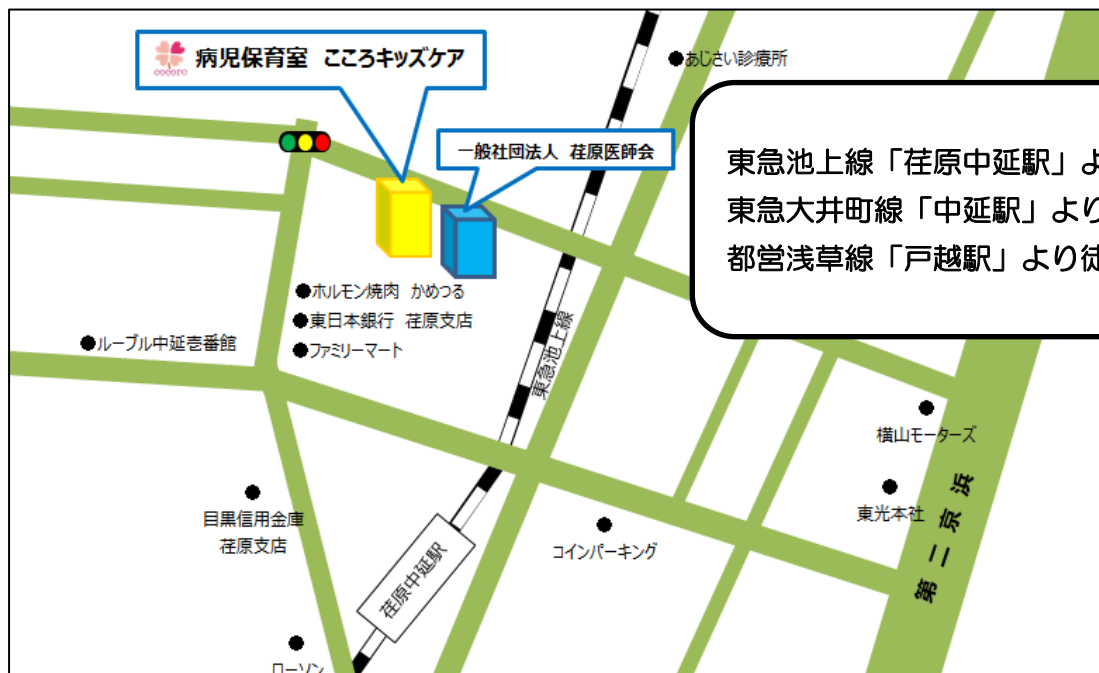 cocoro
病児保育室 こころキッズケア
あじさい診療所
一般社団法人 荏原医師会
東急池上線「荏原中延駅」よ
東急大井町線「中延駅」より
都営浅草線「戸越駅」より徒
ホルモン焼肉 かめつる
東日本銀行 荏原支店
ファミリーマート
ルーブル中延壱番館
東急池上線
横山モーターズ
東光本社
第二京浜
目黒信用金庫
荏原支店
コインパーキング
荏原中延駅
ローソン